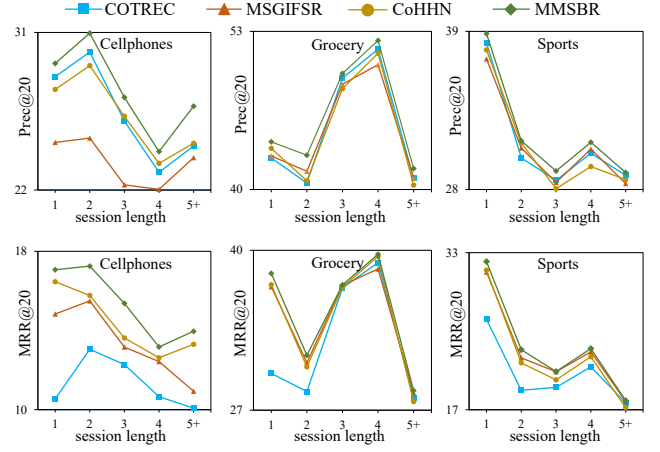 COTREC MSGIFSR CoHHN MMSBR
31 Cellphones
Prec@20
22
1 2 3 4 5+
session length
53 Grocery
Prec@20
40
1 2 3 4 5+
session length
39 Sports
Prec@20
28
1 2 3 4 5+
session length
18 Cellphones
MRR@20
10
1 2 3 4 5+
session length
40 Grocery
MRR@20
27
1 2 3 4 5+
session length
33 Sports
MRR@20
17
1 2 3 4 5+
session length